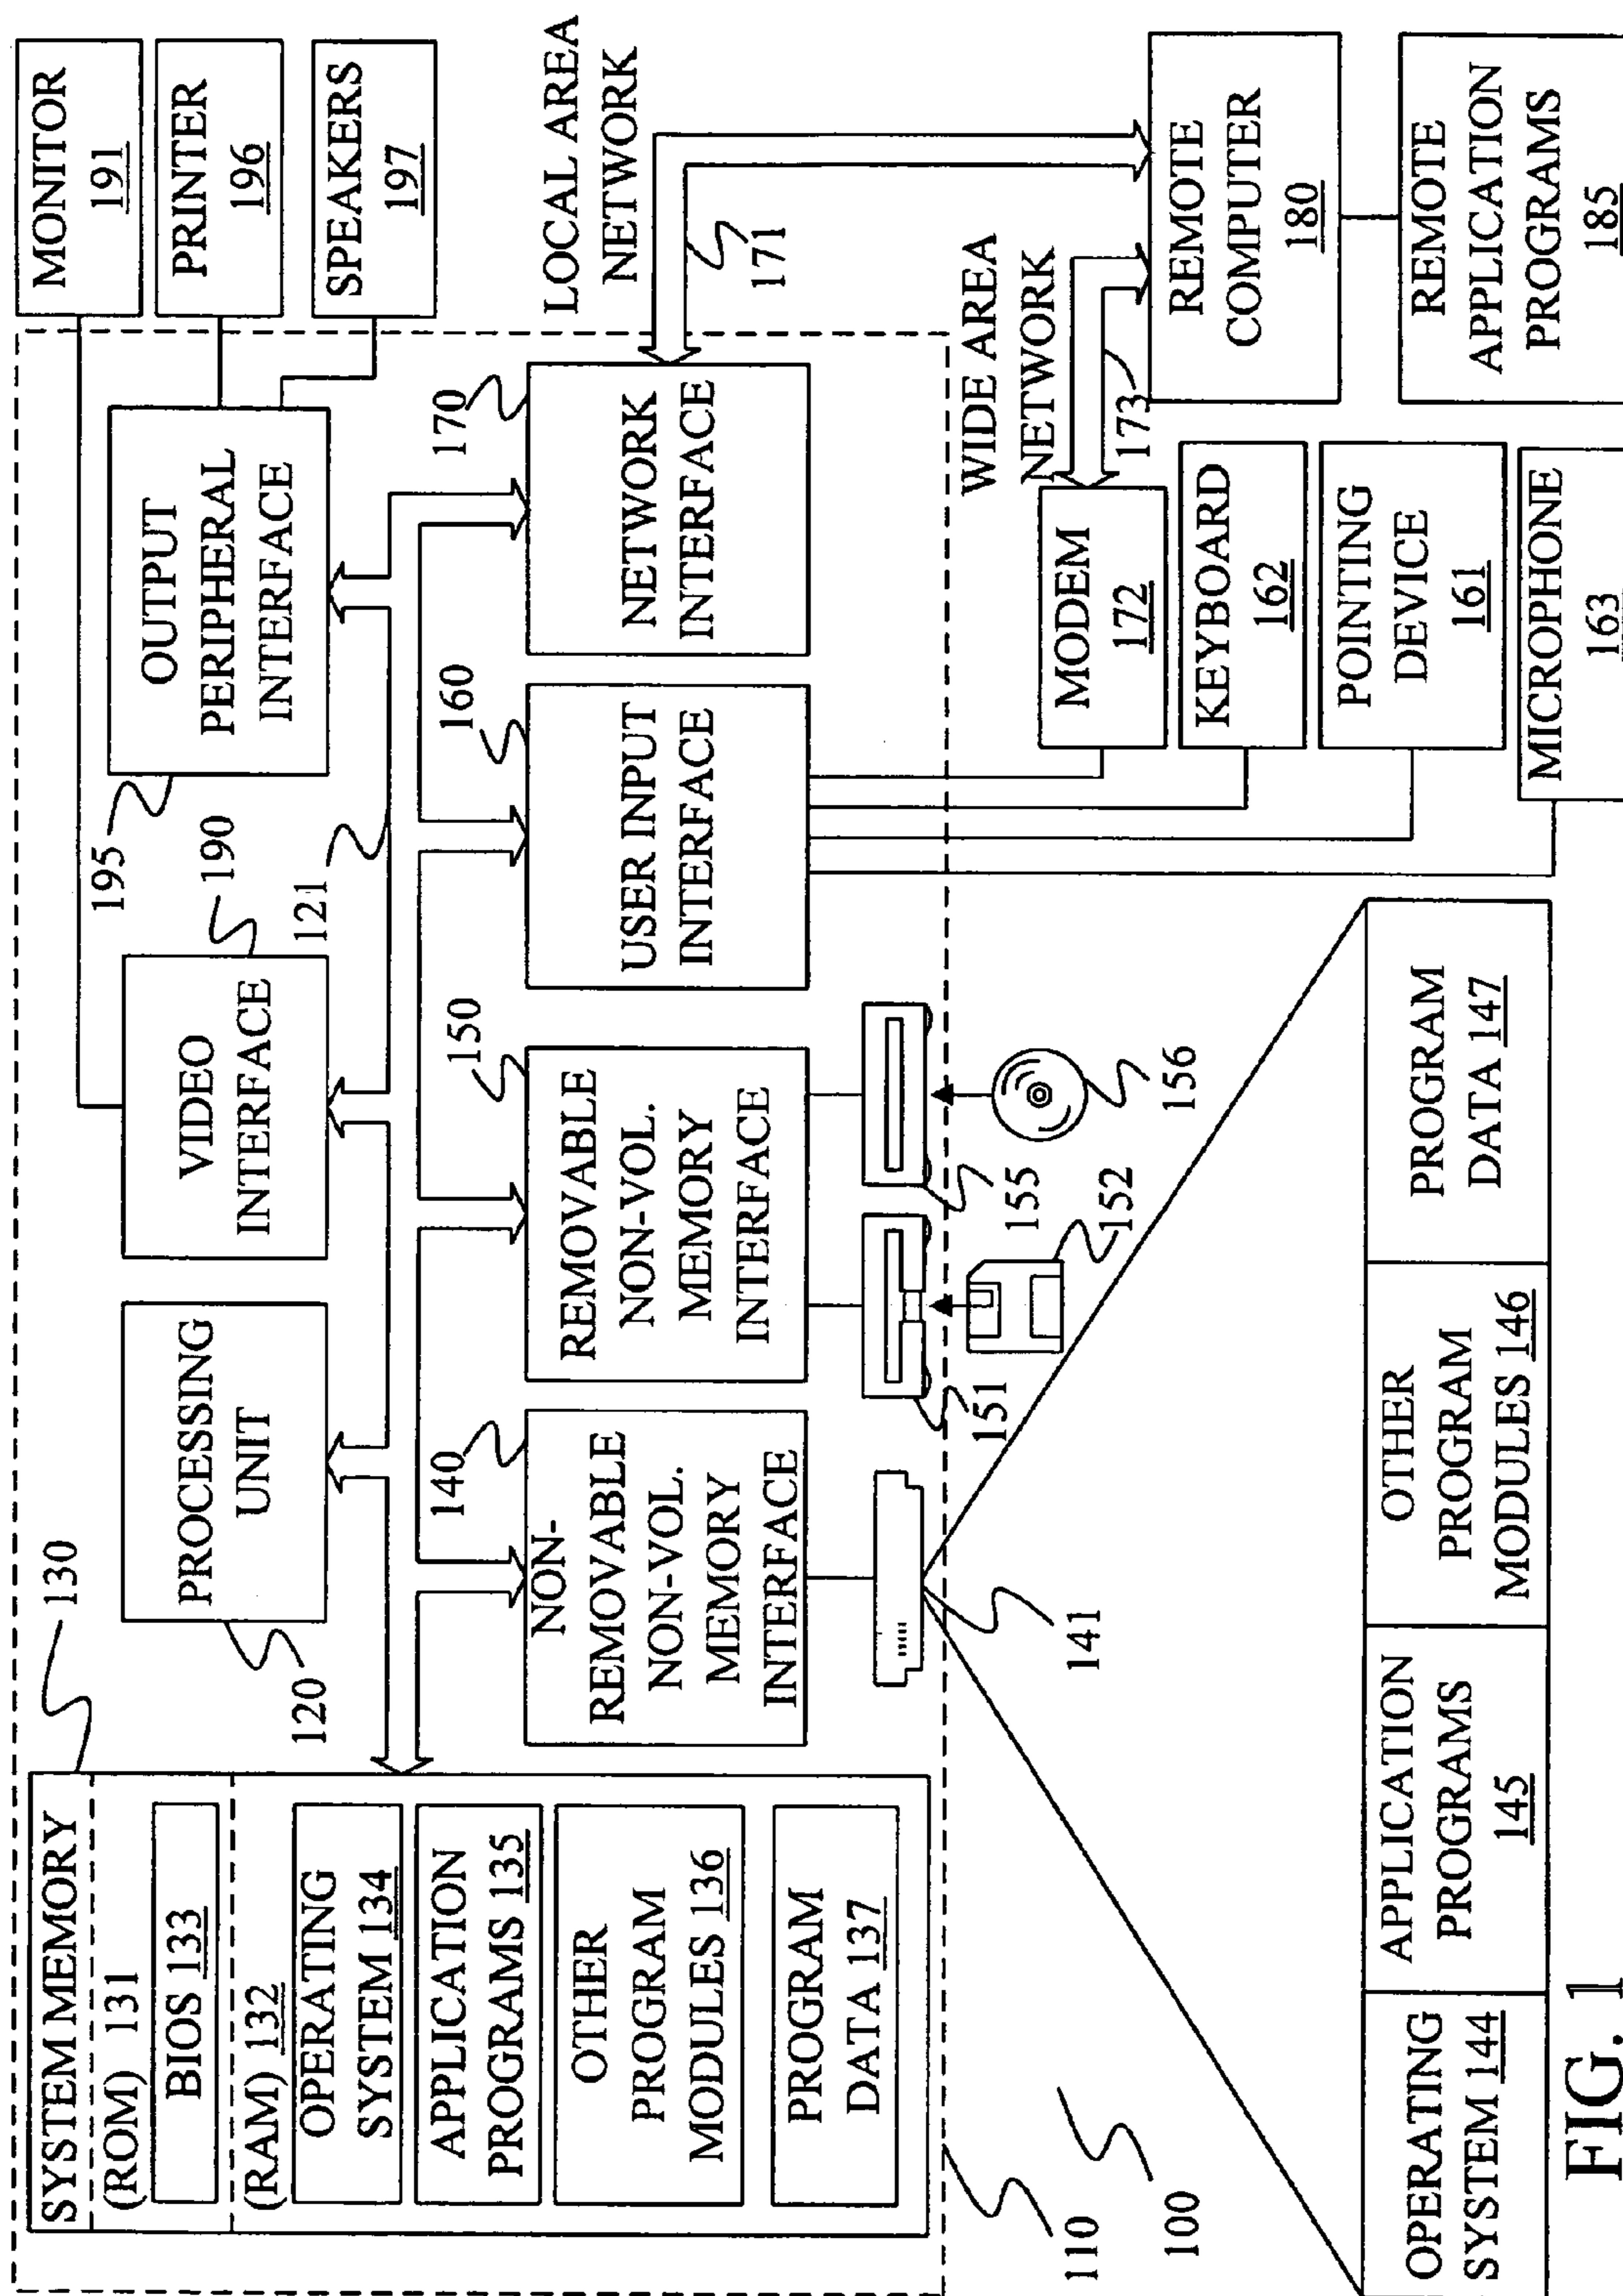 SYSTEM MEMORY
(ROM) 131
BIOS 133
(RAM) 132
OPERATING
SYSTEM 134
APPLICATION
PROGRAMS 135
OTHER
PROGRAM
MODULES 136
PROGRAM
DATA 137
130
PROCESSING
UNIT
120
VIDEO
INTERFACE
190
121
OUTPUT
PERIPHERAL
INTERFACE
195
MONITOR
191
PRINTER
196
SPEAKERS
197
NON-
REMOVABLE
NON-VOL.
MEMORY
INTERFACE
140
REMOVABLE
NON-VOL.
MEMORY
INTERFACE
150
USER INPUT
INTERFACE
160
NETWORK
INTERFACE
170
LOCAL AREA
NETWORK
171
141
151
152
155
156
WIDE AREA
NETWORK
173
MODEM
172
KEYBOARD
162
POINTING
DEVICE
161
MICROPHONE
163
REMOTE
COMPUTER
180
REMOTE
APPLICATION
PROGRAMS
185
110
100
OPERATING
SYSTEM 144
APPLICATION
PROGRAMS
145
OTHER
PROGRAM
MODULES 146
PROGRAM
DATA 147
FIG. 1